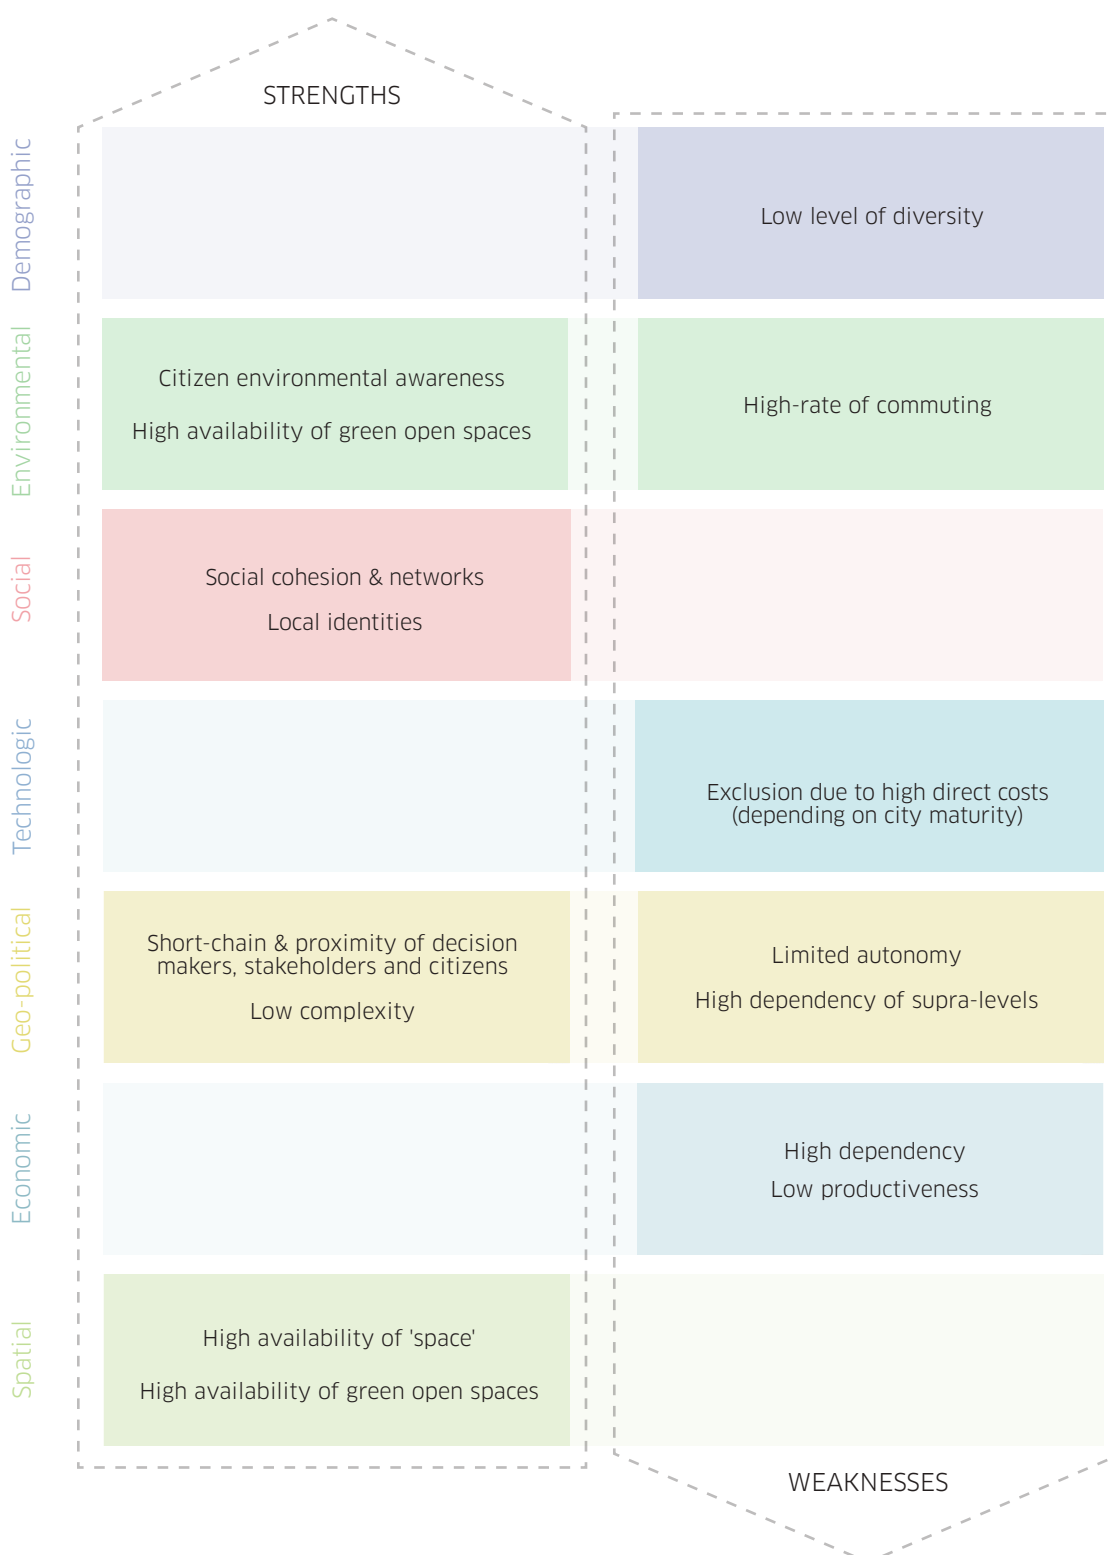 STRENGTHS
Demographic
Low level of diversity
Environmental
Citizen environmental awareness
High availability of green open spaces
High-rate of commuting
Social
Social cohesion & networks
Local identities
Technologic
Exclusion due to high direct costs
(depending on city maturity)
Geo-political
Short-chain & proximity of decision
makers, stakeholders and citizens
Low complexity
Limited autonomy
High dependency of supra-levels
Economic
High dependency
Low productiveness
Spatial
High availability of 'space'
High availability of green open spaces
WEAKNESSES